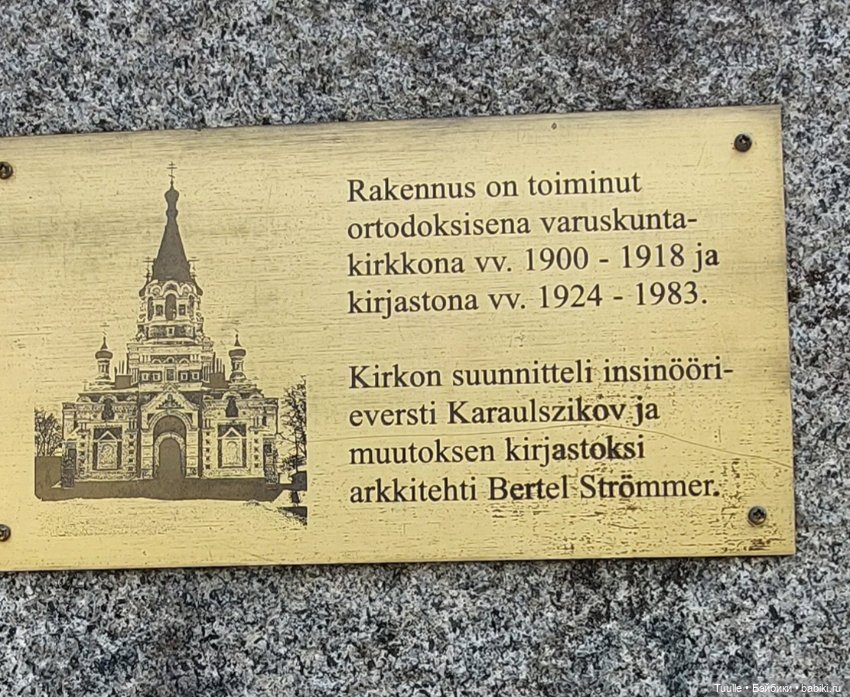 Rakennus on toiminut
ortodoksisena varuskunta-
kirkkona vv. 1900 - 1918 ja
kirjastona vv. 1924 - 1983.
Kirkon suunnitteli insinööri-
eversti Karaulszikov ja
muutoksen kirjastoksi
arkkitehti Bertel Strömmer.
Tuulle • Бэйбики • babiki.ru